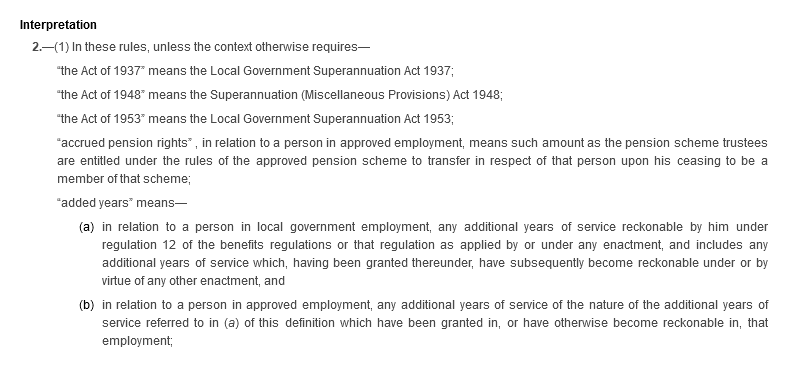 Interpretation
2.—(1) In these rules, unless the context otherwise requires—
“the Act of 1937” means the Local Government Superannuation Act 1937;
“the Act of 1948” means the Superannuation (Miscellaneous Provisions) Act 1948;
“the Act of 1953” means the Local Government Superannuation Act 1953;
“accrued pension rights” , in relation to a person in approved employment, means such amount as the pension scheme trustees
are entitled under the rules of the approved pension scheme to transfer in respect of that person upon his ceasing to be a
member of that scheme;
“added years” means—
(a) in relation to a person in local government employment, any additional years of service reckonable by him under
regulation 12 of the benefits regulations or that regulation as applied by or under any enactment, and includes any
additional years of service which, having been granted thereunder, have subsequently become reckonable under or by
virtue of any other enactment, and
(b) in relation to a person in approved employment, any additional years of service of the nature of the additional years of
service referred to in (a) of this definition which have been granted in, or have otherwise become reckonable in, that
employment;